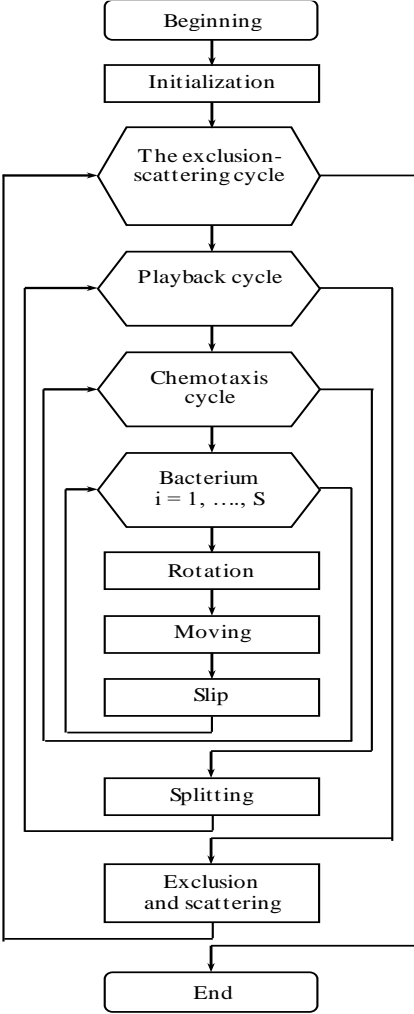 Beginning
Initialization
The exclusion-
scattering cycle
Playback cycle
Chemotaxis
cycle
Bacterium
i = 1, ...., S
Rotation
Moving
Slip
Splitting
Exclusion
and scattering
End